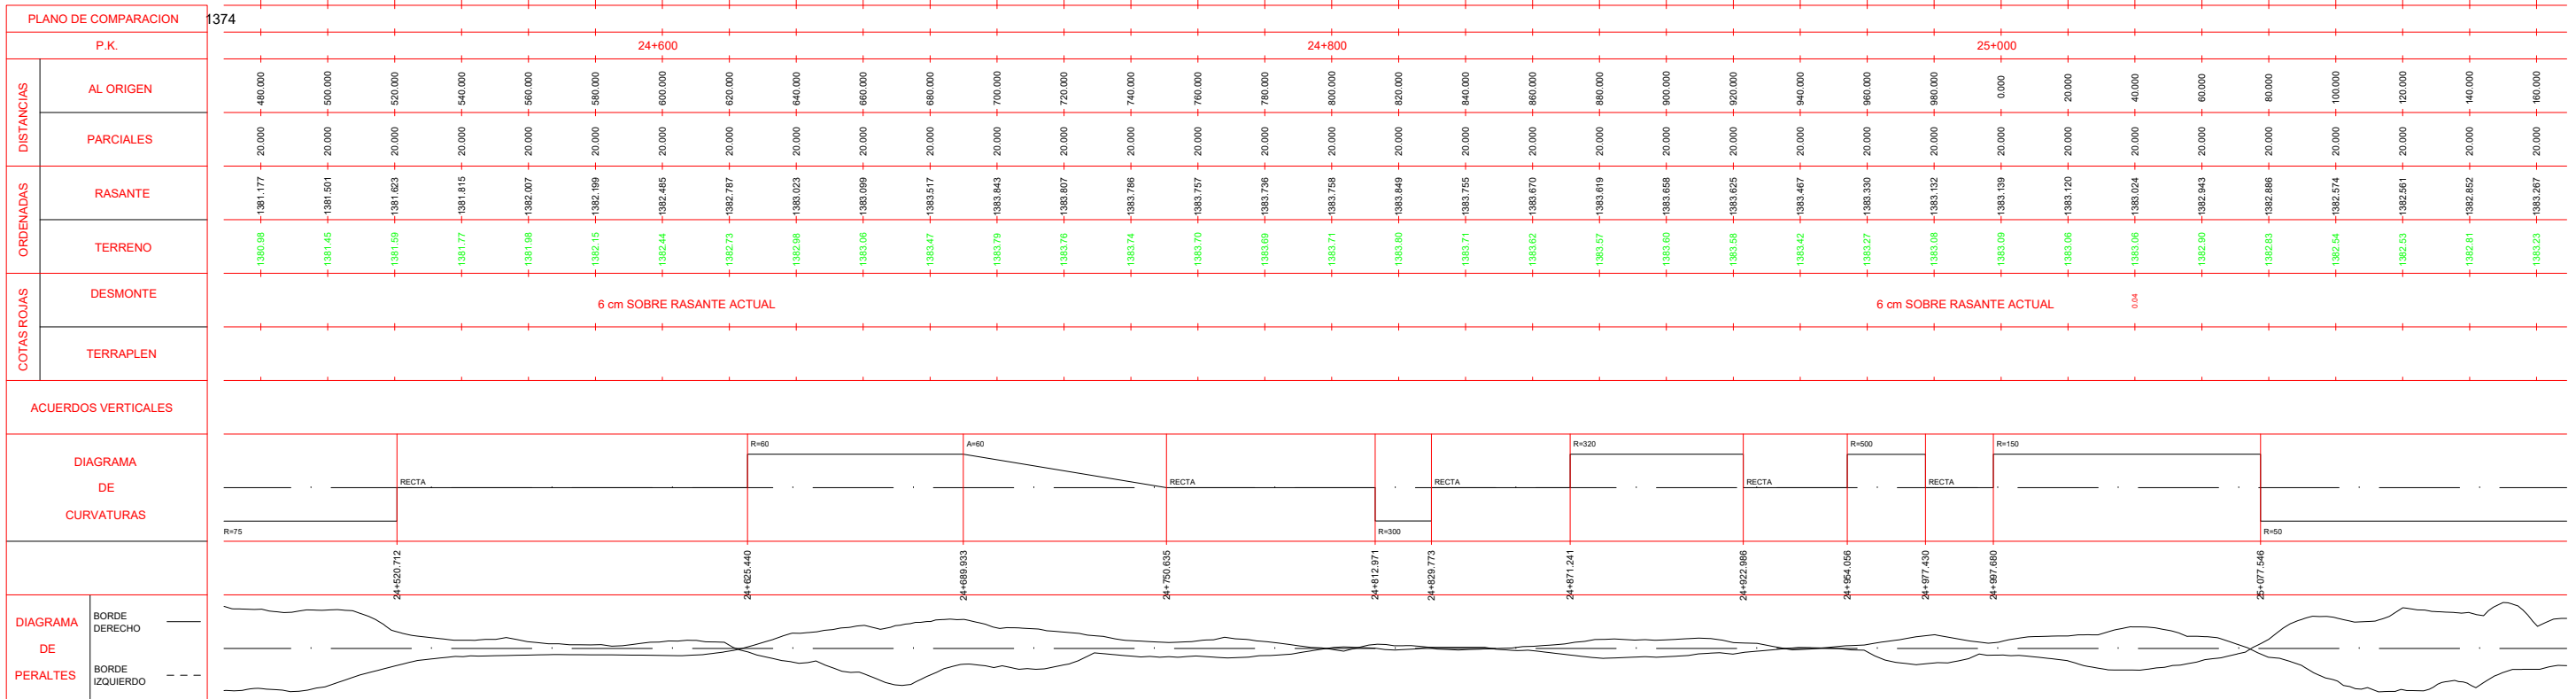 PLANO DE COMPARACION 1374
P.K. 24+600 24+800 25+000
DISTANCIAS
AL ORIGEN 480.000 500.000 520.000 540.000 560.000 580.000 600.000 620.000 640.000 660.000 680.000 700.000 720.000 740.000 760.000 780.000 800.000 820.000 840.000 860.000 880.000 900.000 920.000 940.000 960.000 980.000 0.000 20.000 40.000 60.000 80.000 100.000 120.000 140.000 160.000
PARCIALES 20.000 20.000 20.000 20.000 20.000 20.000 20.000 20.000 20.000 20.000 20.000 20.000 20.000 20.000 20.000 20.000 20.000 20.000 20.000 20.000 20.000 20.000 20.000 20.000 20.000 20.000 20.000 20.000 20.000 20.000 20.000 20.000 20.000 20.000 20.000
ORDENADAS
RASANTE 1381.177 1381.501 1381.623 1381.815 1382.007 1382.199 1382.485 1382.787 1383.023 1383.099 1383.517 1383.843 1383.807 1383.786 1383.757 1383.736 1383.758 1383.849 1383.755 1383.670 1383.619 1383.658 1383.625 1383.467 1383.330 1383.132 1383.139 1383.120 1383.024 1382.943 1382.886 1382.574 1382.561 1382.852 1383.267
TERRENO 1380.98 1381.45 1381.59 1381.77 1381.98 1382.15 1382.44 1382.73 1382.98 1383.06 1383.47 1383.79 1383.76 1383.74 1383.70 1383.69 1383.71 1383.80 1383.71 1383.62 1383.57 1383.60 1383.58 1383.42 1383.27 1383.08 1383.09 1383.06 1383.06 1382.90 1382.83 1382.54 1382.53 1382.81 1383.23
COTAS ROJAS
DESMONTE 6 cm SOBRE RASANTE ACTUAL 6 cm SOBRE RASANTE ACTUAL 0.04
TERRAPLEN
ACUERDOS VERTICALES
DIAGRAMA
DE
CURVATURAS
R=75 RECTA R=60 A=60 RECTA R=300 RECTA R=320 RECTA R=500 RECTA R=150 R=50
24+520.712 24+625.440 24+689.933 24+750.635 24+812.971 24+829.773 24+871.241 24+922.986 24+954.056 24+977.430 24+997.680 25+077.546
DIAGRAMA
DE
PERALTES
BORDE
DERECHO
BORDE
IZQUIERDO